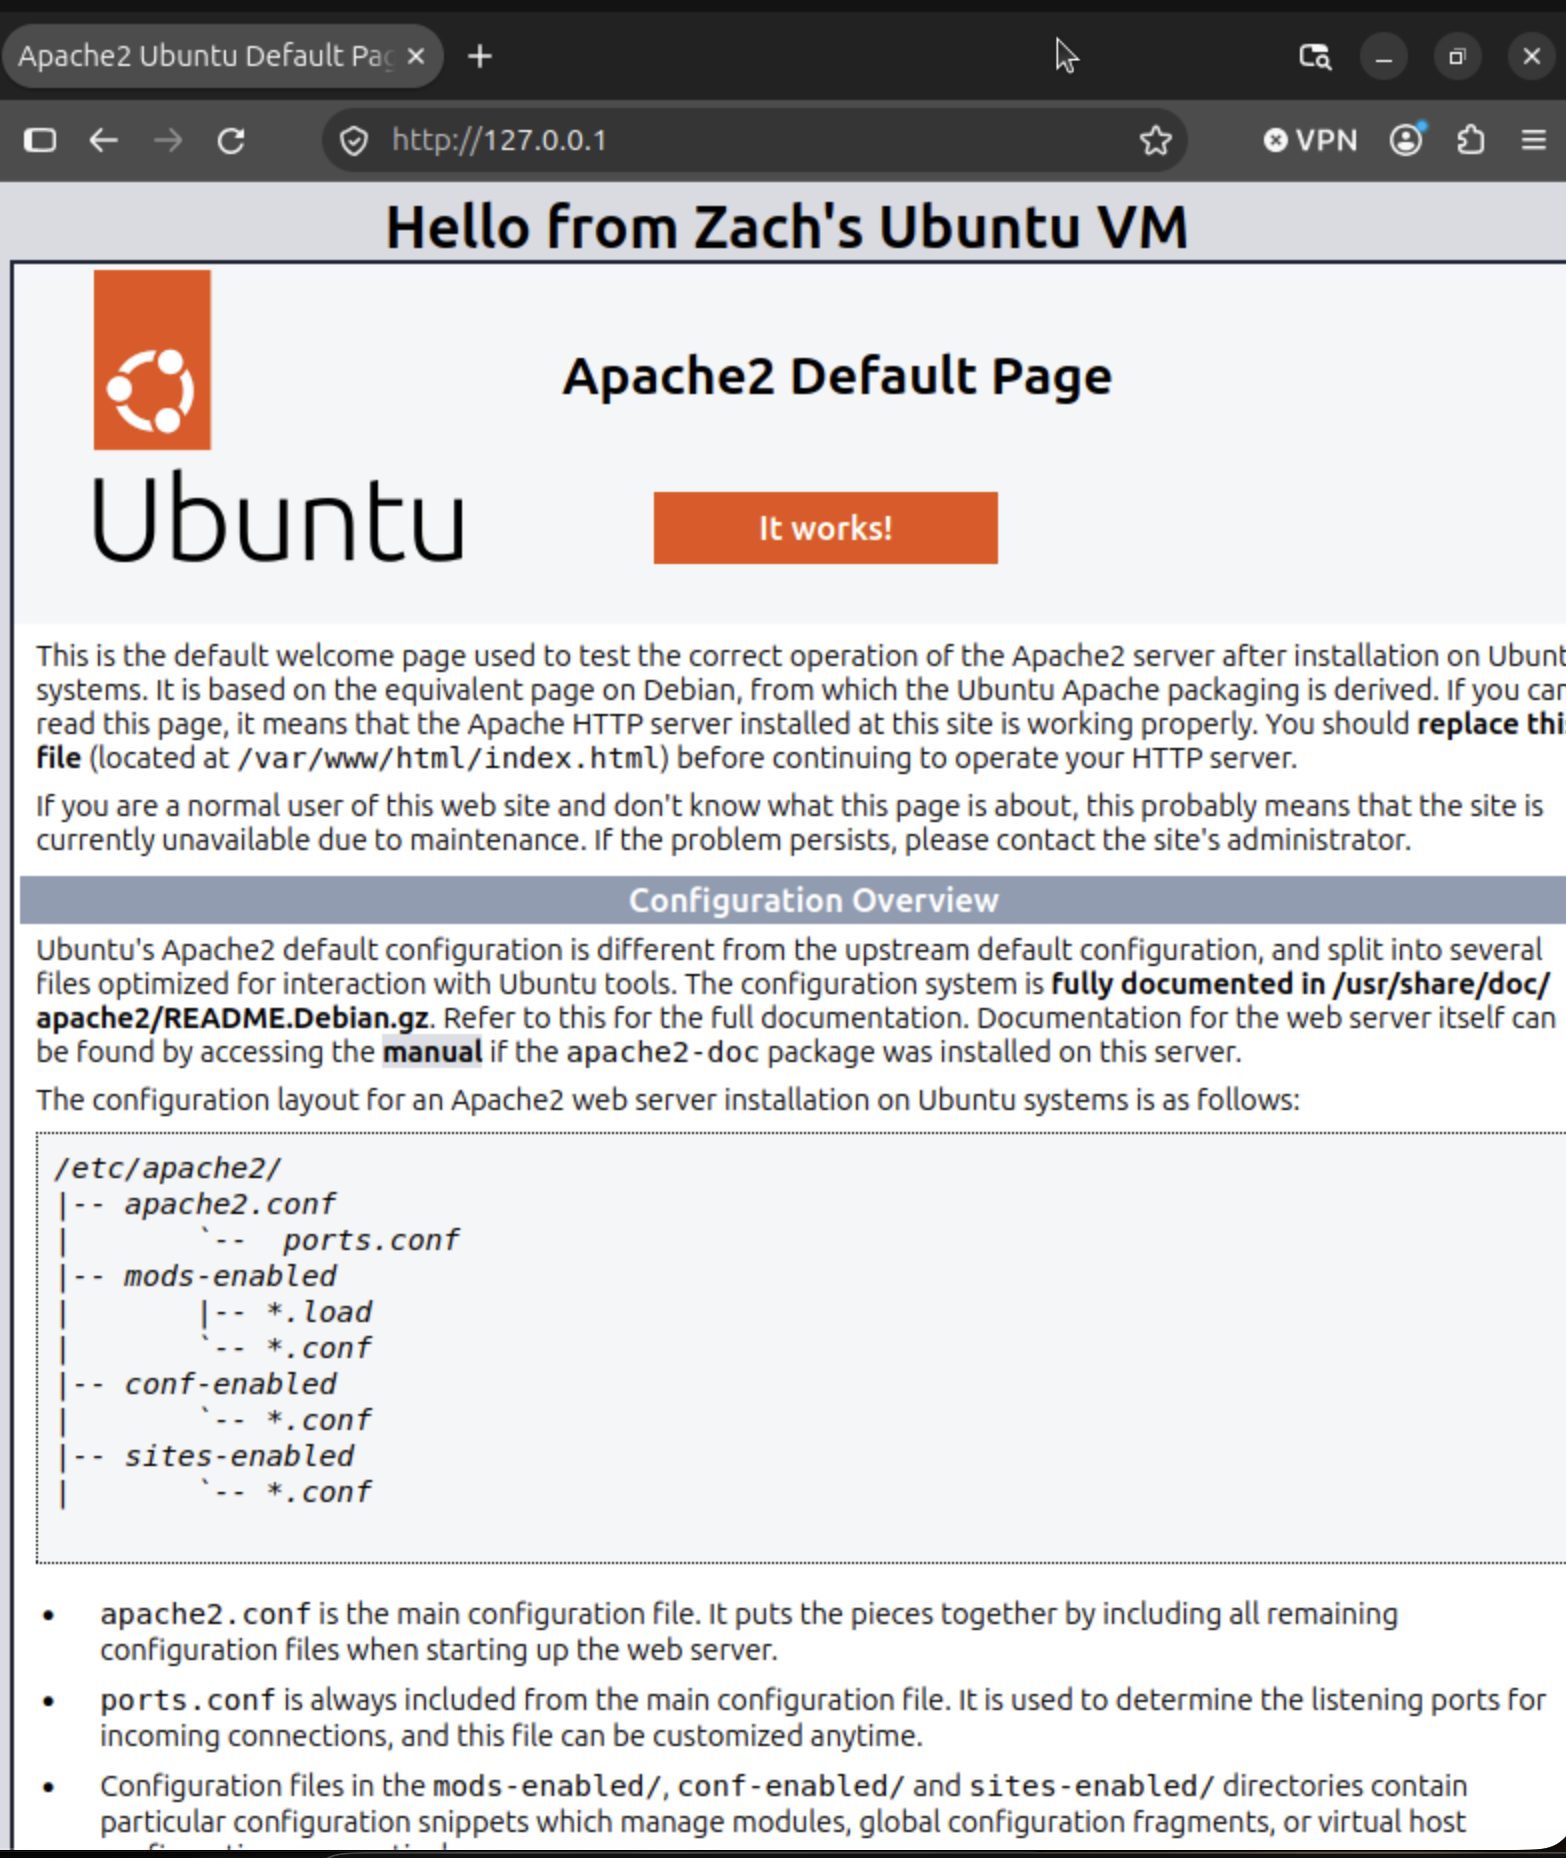 Apache2 Ubuntu Default Pag
http://127.0.0.1
VPN
Hello from Zach's Ubuntu VM
Ubuntu
Apache2 Default Page
It works!
This is the default welcome page used to test the correct operation of the Apache2 server after installation on Ubunt
systems. It is based on the equivalent page on Debian, from which the Ubuntu Apache packaging is derived. If you can
read this page, it means that the Apache HTTP server installed at this site is working properly. You should replace this
file (located at /var/www/html/index.html) before continuing to operate your HTTP server.
If you are a normal user of this web site and don't know what this page is about, this probably means that the site is
currently unavailable due to maintenance. If the problem persists, please contact the site's administrator.
Configuration Overview
Ubuntu's Apache2 default configuration is different from the upstream default configuration, and split into several
files optimized for interaction with Ubuntu tools. The configuration system is fully documented in /usr/share/doc/
apache2/README.Debian.gz. Refer to this for the full documentation. Documentation for the web server itself can
be found by accessing the manual if the apache2-doc package was installed on this server.
The configuration layout for an Apache2 web server installation on Ubuntu systems is as follows:
/etc/apache2/
|-- apache2.conf
|       `--  ports.conf
|-- mods-enabled
|       |-- *.load
|       `-- *.conf
|-- conf-enabled
|       `-- *.conf
|-- sites-enabled
|       `-- *.conf
• apache2.conf is the main configuration file. It puts the pieces together by including all remaining
configuration files when starting up the web server.
• ports.conf is always included from the main configuration file. It is used to determine the listening ports for
incoming connections, and this file can be customized anytime.
• Configuration files in the mods-enabled/, conf-enabled/ and sites-enabled/ directories contain
particular configuration snippets which manage modules, global configuration fragments, or virtual host